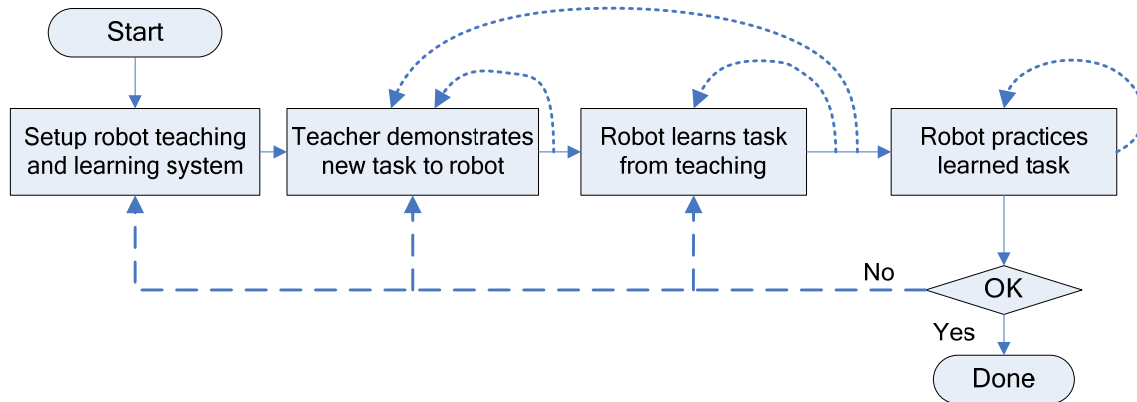 Start
Setup robot teaching
and learning system
Teacher demonstrates
new task to robot
Robot learns task
from teaching
Robot practices
learned task
No
OK
Yes
Done